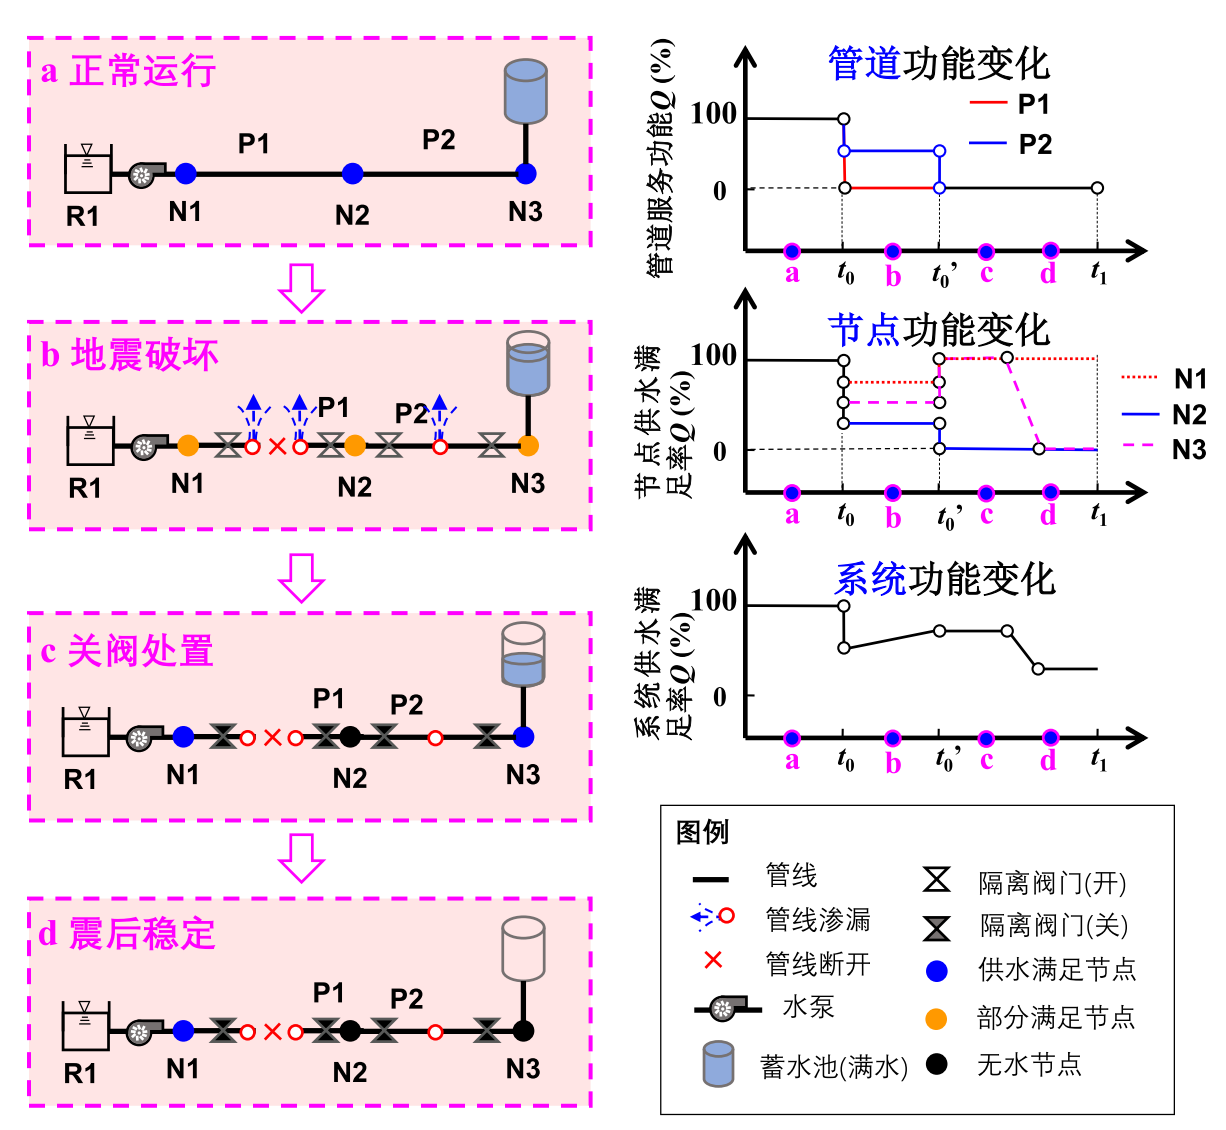 a 正常运行
P1
P2
R1
N1
N2
N3
b 地震破坏
P1
P2
R1
N1
N2
N3
c 关阀处置
P1
P2
R1
N1
N2
N3
d 震后稳定
P1
P2
R1
N1
N2
N3
管道功能变化
管道服务功能Q (%)
100
0
P1
P2
a
t0
b
t0’
c
d
t1
节点功能变化
节点供水满
足率Q (%)
100
0
N1
N2
N3
a
t0
b
t0’
c
d
t1
系统功能变化
系统供水满
足率Q (%)
100
0
a
t0
b
t0’
c
d
t1
图例
管线
管线渗漏
管线断开
水泵
蓄水池(满水)
隔离阀门(开)
隔离阀门(关)
供水满足节点
部分满足节点
无水节点